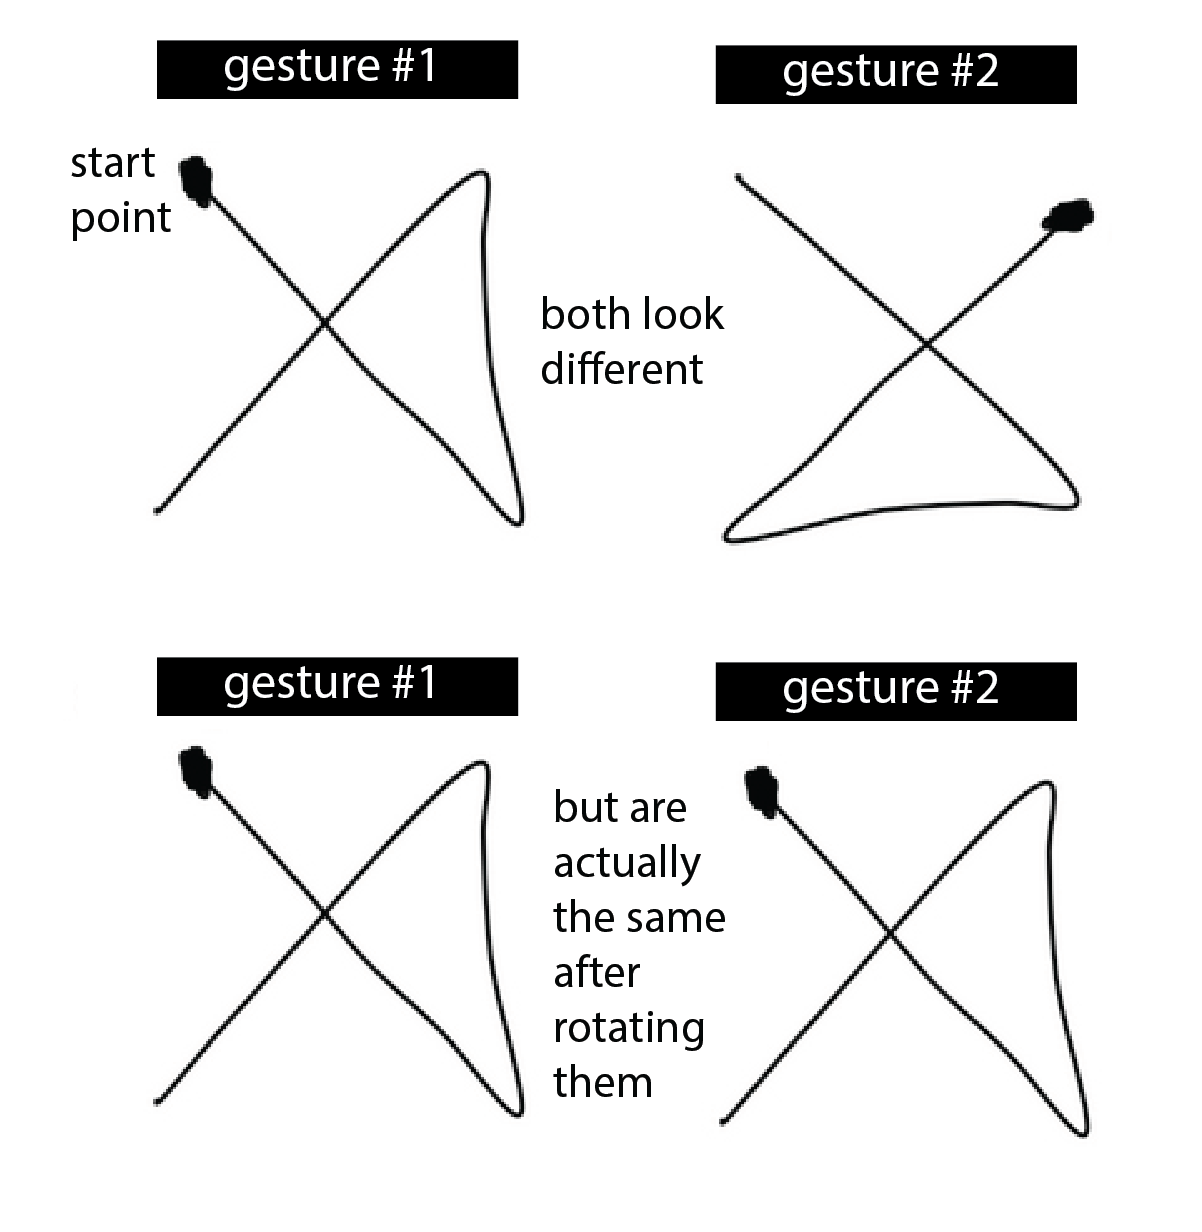 gesture #1
gesture #2
start
point
both look
different
gesture #1
gesture #2
but are
actually
the same
after
rotating
them